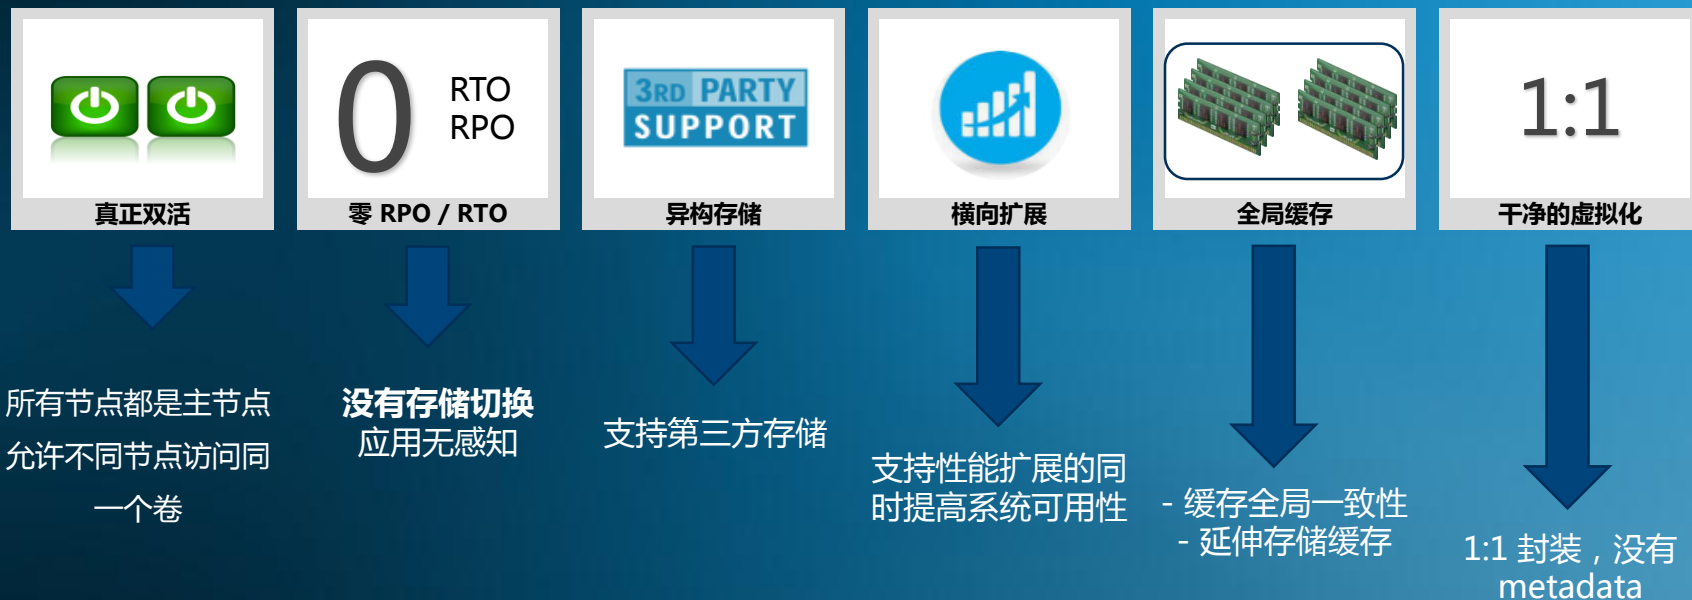 真正双活
所有节点都是主节点
允许不同节点访问同
一个卷
0
RTO
RPO
零 RPO / RTO
没有存储切换
应用无感知
3RD PARTY
SUPPORT
异构存储
支持第三方存储
横向扩展
支持性能扩展的同
时提高系统可用性
全局缓存
- 缓存全局一致性
- 延伸存储缓存
1:1
干净的虚拟化
1:1 封装，没有
metadata